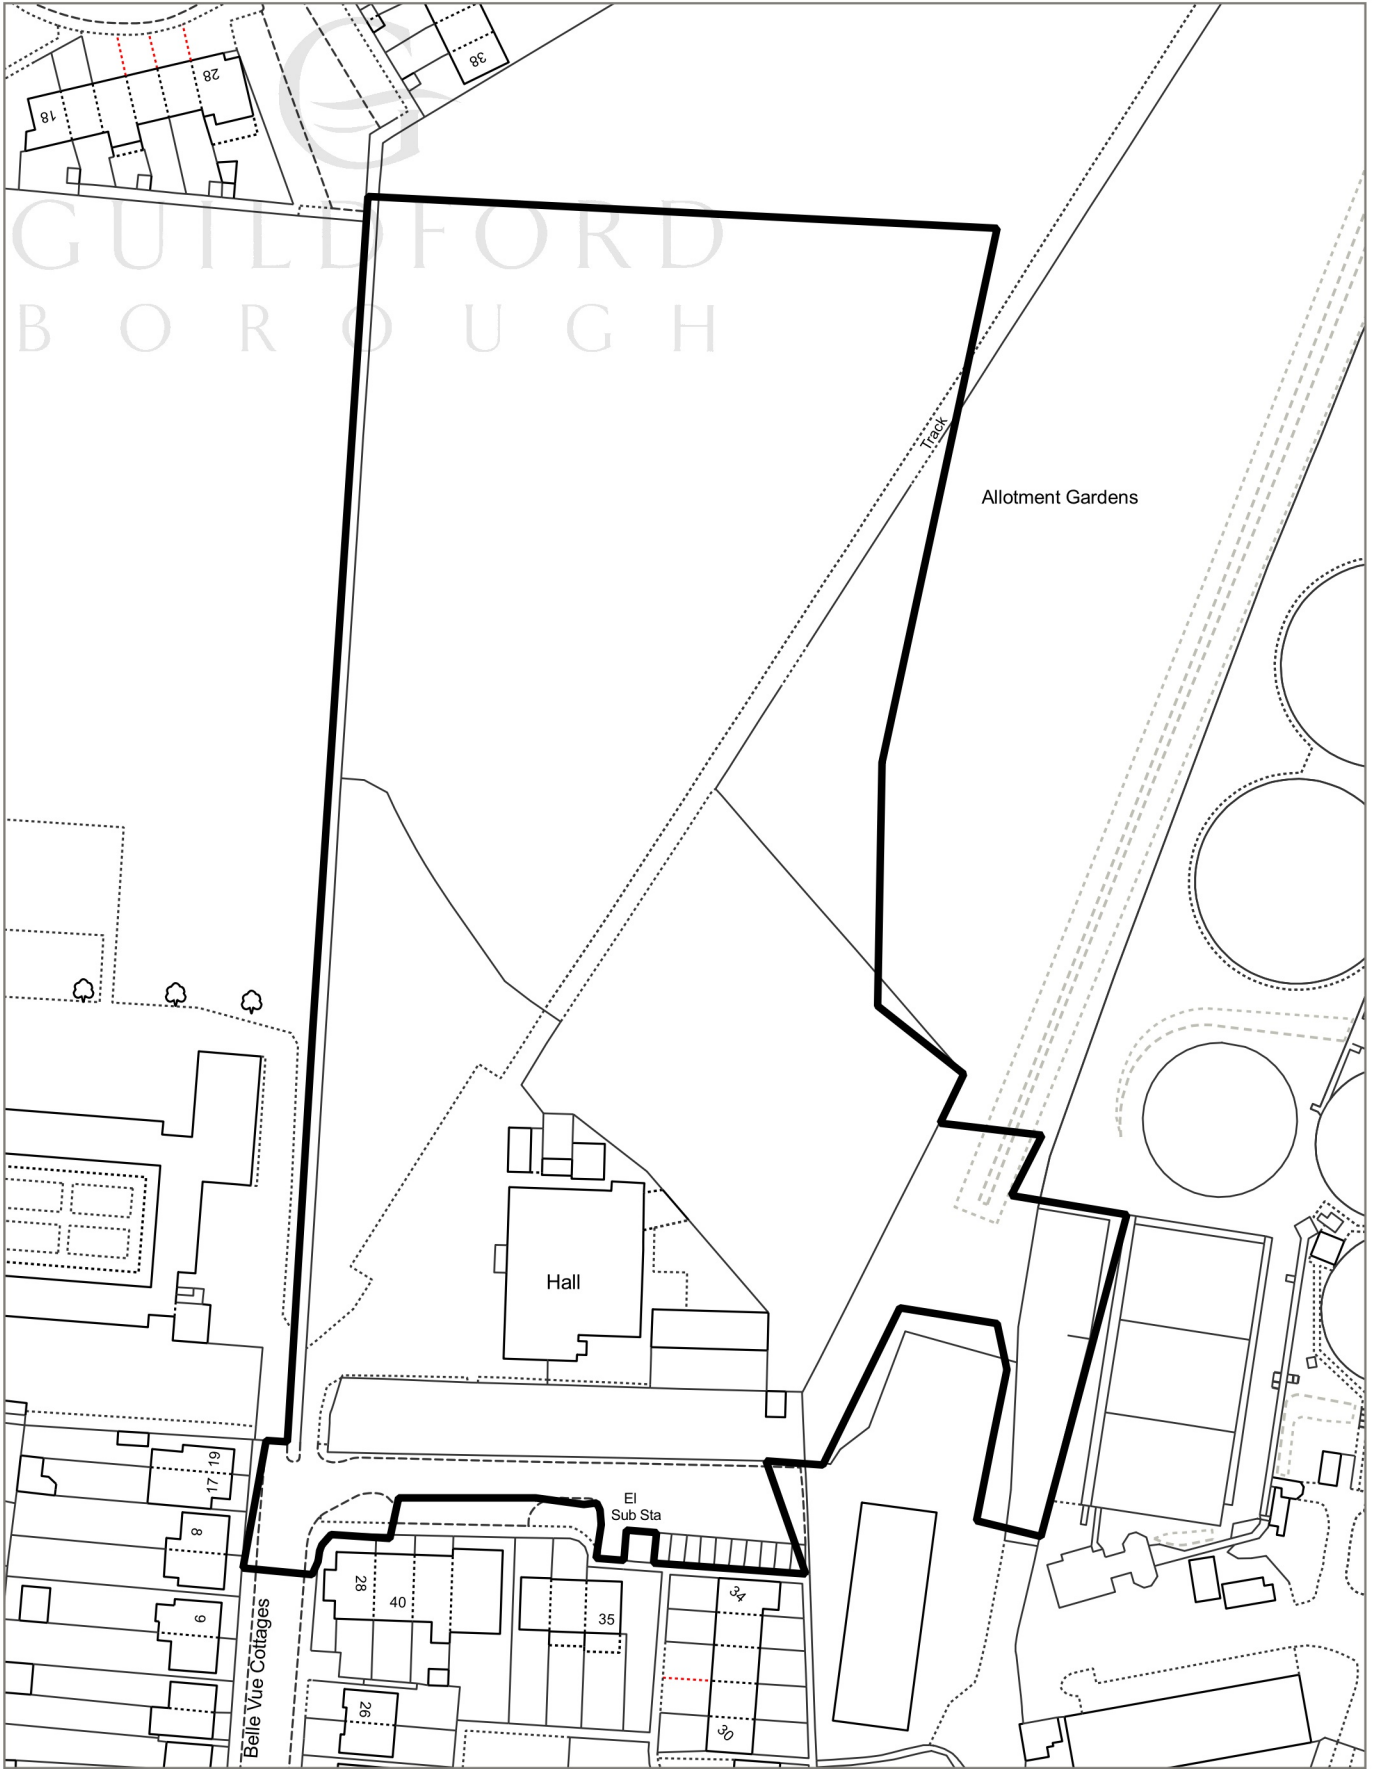 38
28
18
GUILDFORD
BOROUGH
Track
Allotment Gardens
Hall
19
17
El
Sub Sta
8
28
40
34
35
6
Belle Vue Cottages
26
30